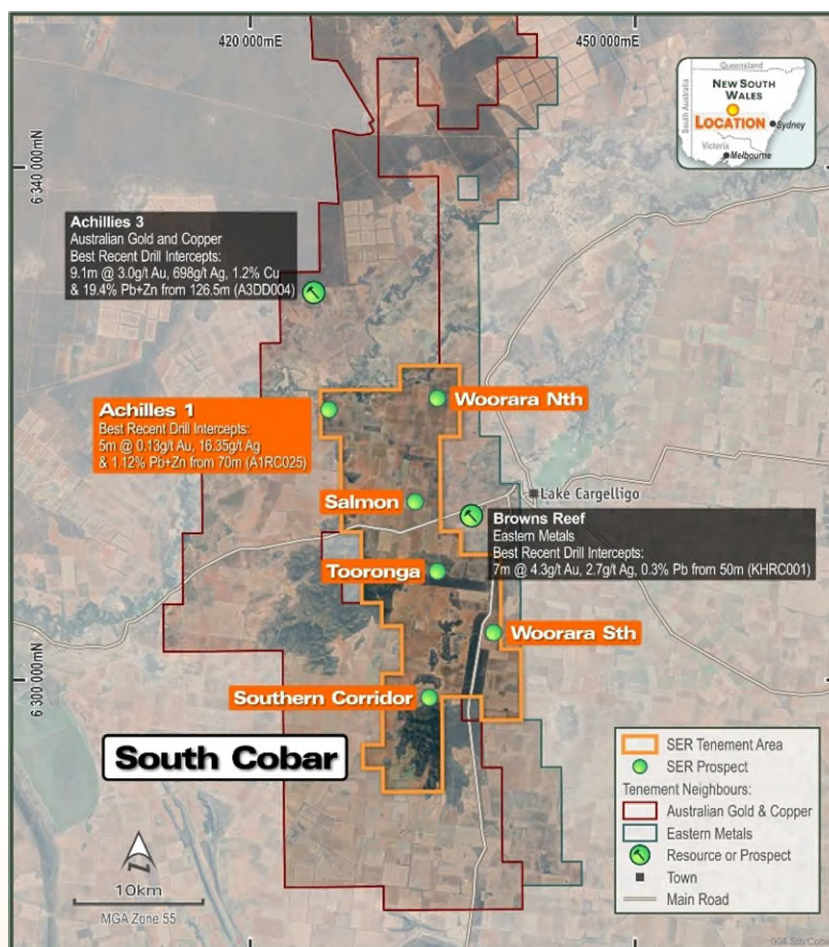 420 000mE
450 000mE
6 340 000mN
Queensland
South Australia
NEW SOUTH
WALES
LOCATION
Sydney
Victoria
Melbourne
Achillies 3
Australian Gold and Copper
Best Recent Drill Intercepts:
9.1m @ 3.0g/t Au, 698g/t Ag, 1.2% Cu
& 19.4% Pb+Zn from 126.5m (A3DD004)
Achilles 1
Best Recent Drill Intercepts:
5m @ 0.13g/t Au, 16.35g/t Ag
& 1.12% Pb+Zn from 70m (A1RC025)
Woorara Nth
Salmon
Lake Cargelligo
Browns Reef
Eastern Metals
Best Recent Drill Intercepts:
7m @ 4.3g/t Au, 2.7g/t Ag, 0.3% Pb from 50m (KHRC001)
Tooronga
Woorara Sth
6 300 000mN
Southern Corridor
South Cobar
10km
MGA Zone 55
SER Tenement Area
SER Prospect
Tenement Neighbours:
Australian Gold & Copper
Eastern Metals
Resource or Prospect
Town
Main Road